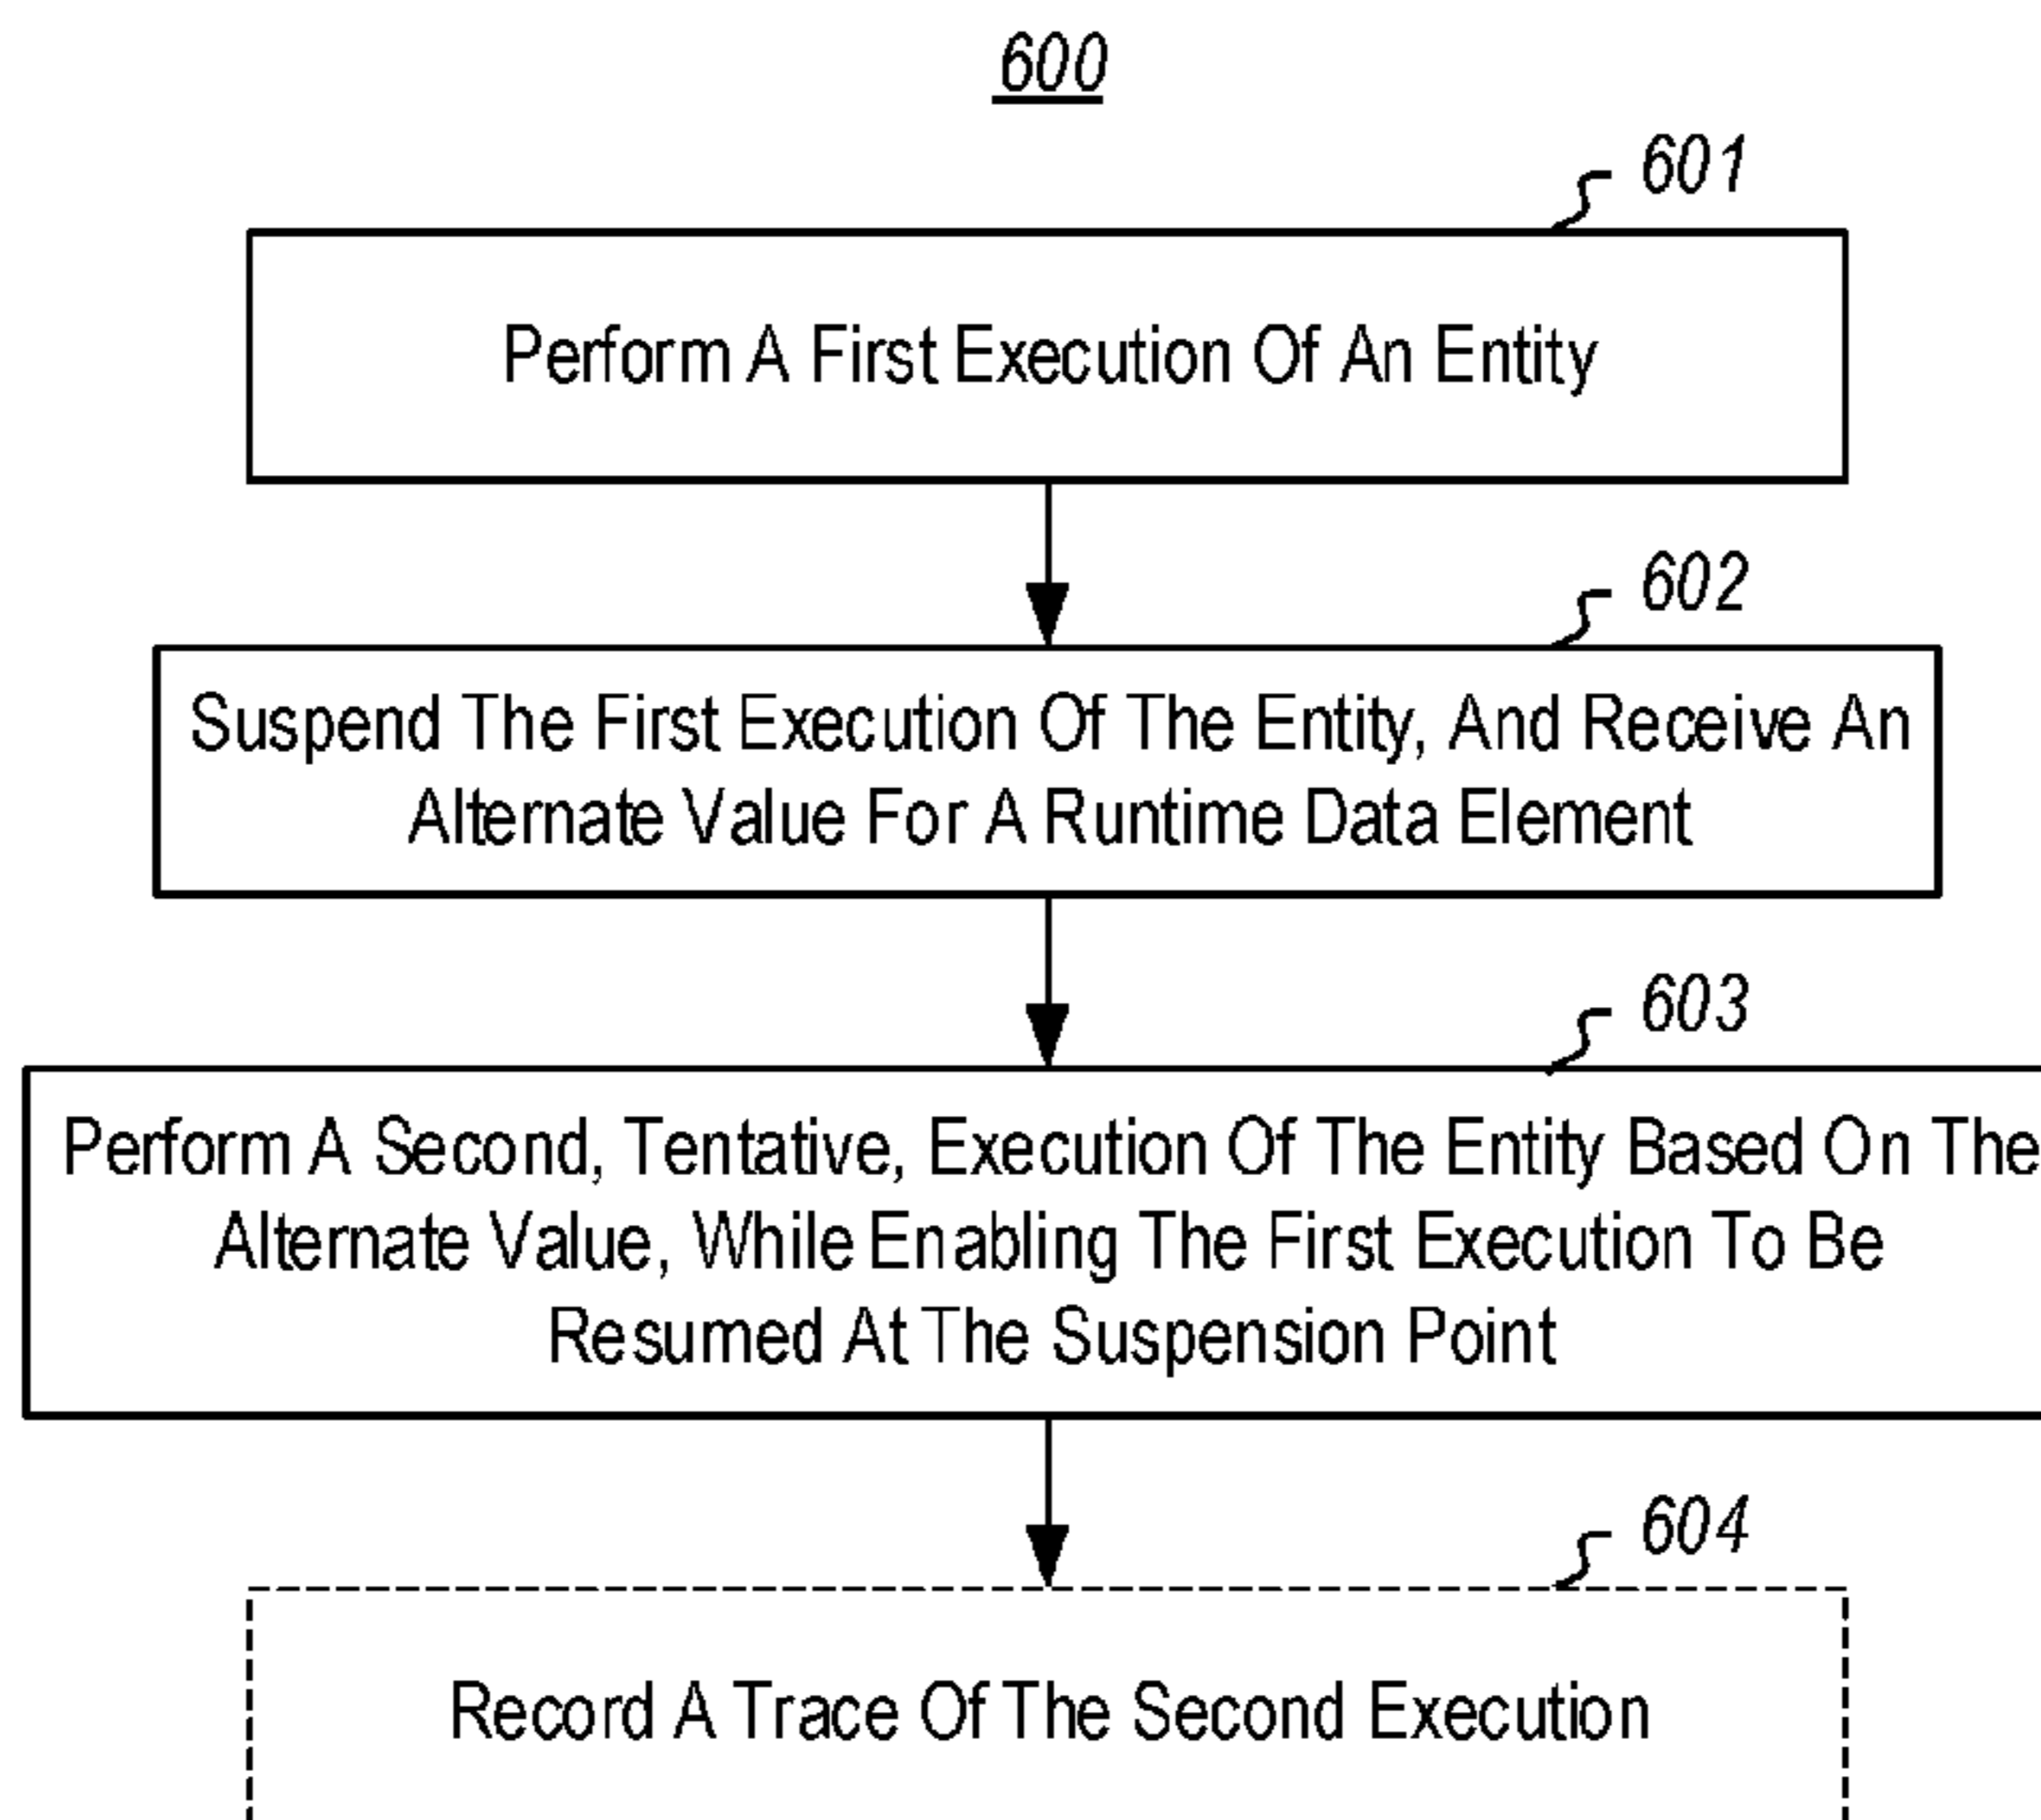 600
601
Perform A First Execution Of An Entity
602
Suspend The First Execution Of The Entity, And Receive An
Alternate Value For A Runtime Data Element
603
Perform A Second, Tentative, Execution Of The Entity Based On The
Alternate Value, While Enabling The First Execution To Be
Resumed At The Suspension Point
604
Record A Trace Of The Second Execution